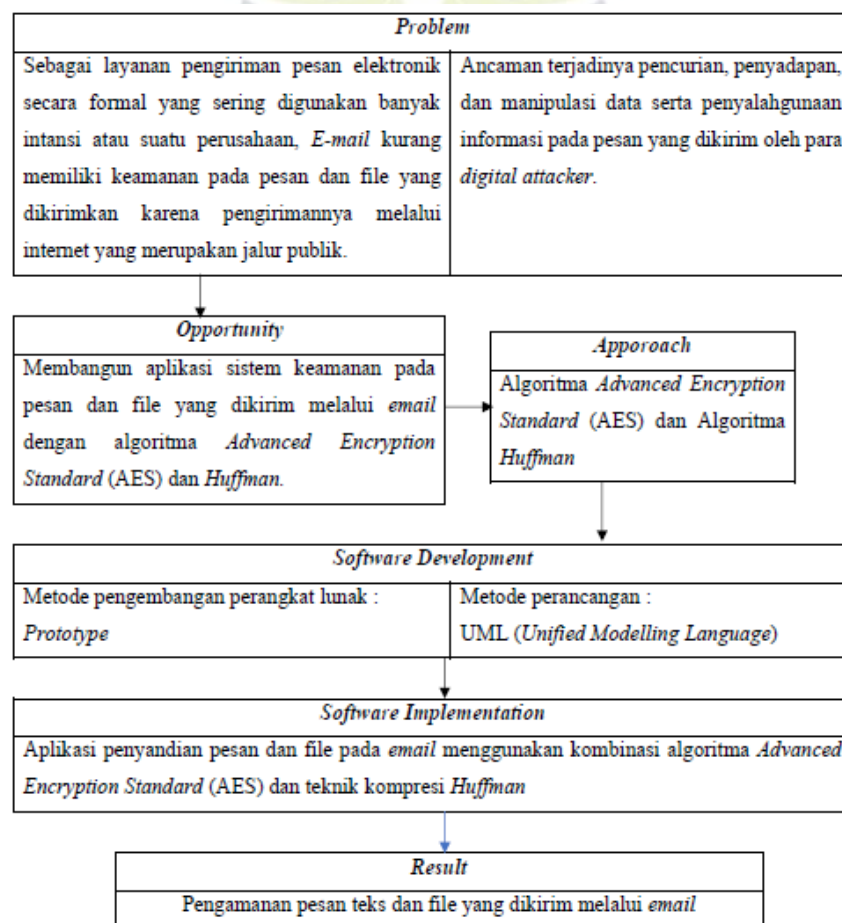 Problem
Sebagai layanan pengiriman pesan elektronik
secara formal yang sering digunakan banyak
intansi atau suatu perusahaan, E-mail kurang
memiliki keamanan pada pesan dan file yang
dikirimkan karena pengirimannya melalui
internet yang merupakan jalur publik.
Ancaman terjadinya pencurian, penyadapan,
dan manipulasi data serta penyalahgunaan
informasi pada pesan yang dikirim oleh para
digital attacker.
Opportunity
Membangun aplikasi sistem keamanan pada
pesan dan file yang dikirim melalui email
dengan algoritma Advanced Encryption
Standard (AES) dan Huffman.
Apporoach
Algoritma Advanced Encryption
Standard (AES) dan Algoritma
Huffman
Software Development
Metode pengembangan perangkat lunak :
Prototype
Metode perancangan :
UML (Unified Modelling Language)
Software Implementation
Aplikasi penyandian pesan dan file pada email menggunakan kombinasi algoritma Advanced
Encryption Standard (AES) dan teknik kompresi Huffman
Result
Pengamanan pesan teks dan file yang dikirim melalui email